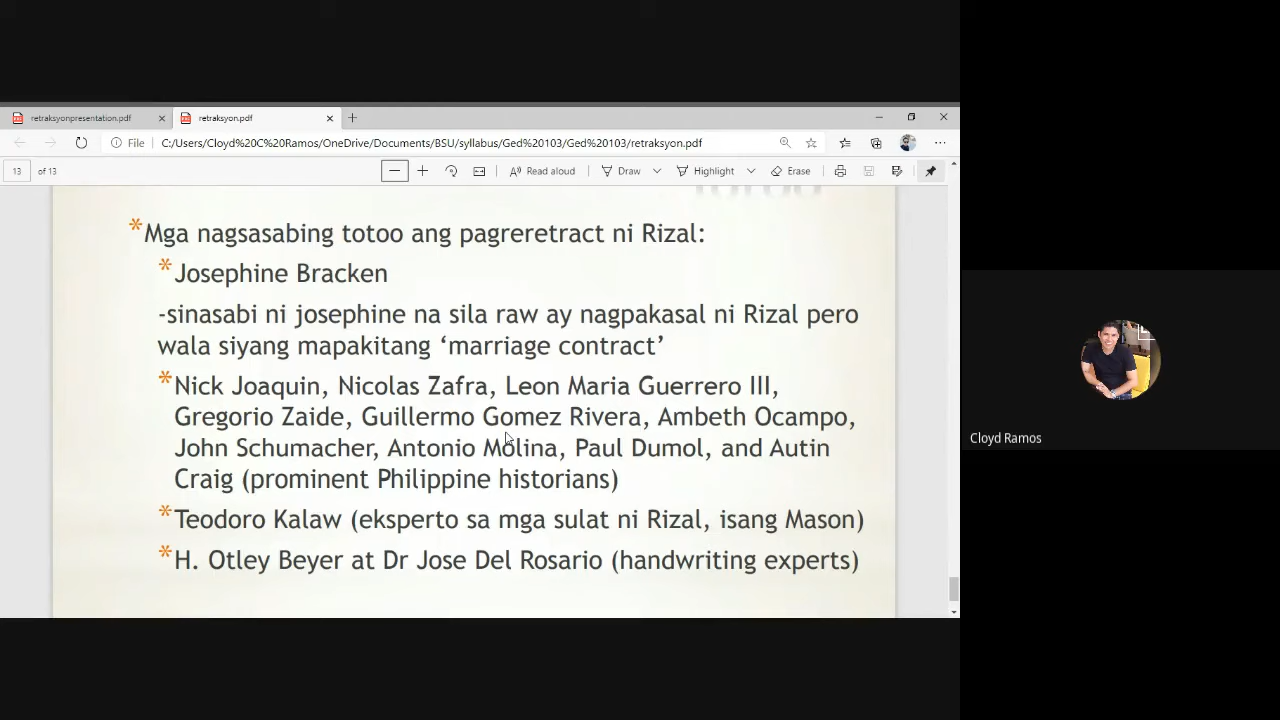 retraksyonpresentation.pdf
retraksyon.pdf
File
C:/Users/Cloyd%20C%20Ramos/OneDrive/Documents/BSU/syllabus/Ged%20103/Ged%20103/retraksyon.pdf
13 of 13
Read aloud
Draw
Highlight
Erase
*Mga nagsasabing totoo ang pagreretract ni Rizal:
*Josephine Bracken
-sinasabi ni josephine na sila raw ay nagpakasal ni Rizal pero
wala siyang mapakitang ‘marriage contract’
*Nick Joaquin, Nicolas Zafra, Leon Maria Guerrero III,
Gregorio Zaide, Guillermo Gomez Rivera, Ambeth Ocampo,
John Schumacher, Antonio Molina, Paul Dumol, and Autin
Craig (prominent Philippine historians)
*Teodoro Kalaw (eksperto sa mga sulat ni Rizal, isang Mason)
*H. Otley Beyer at Dr Jose Del Rosario (handwriting experts)
Cloyd Ramos